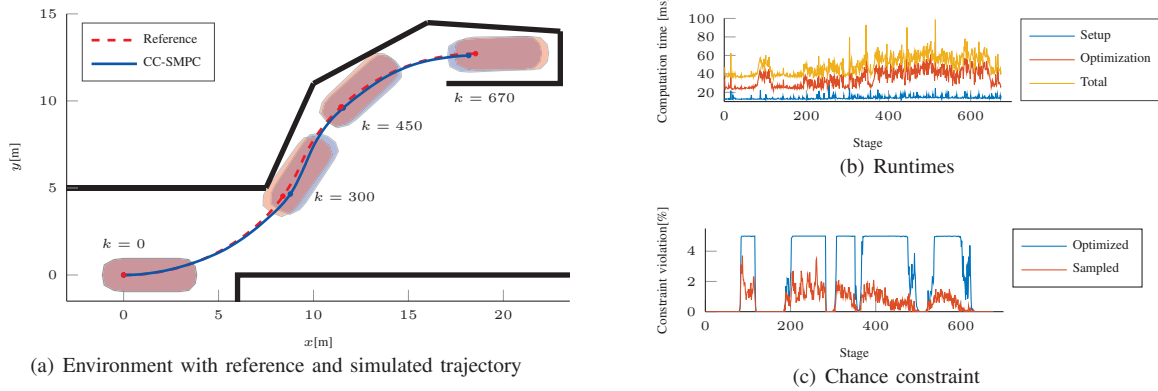 Reference
CC-SMPC
15
10
5
0
y[m]
k = 0
k = 300
k = 450
k = 670
0
5
10
15
20
x[m]
(a) Environment with reference and simulated trajectory
Computation time [ms]
100
80
60
40
20
0
200
400
600
Stage
Setup
Optimization
Total
(b) Runtimes
Constraint violation[%]
4
2
0
0
200
400
600
Stage
Optimized
Sampled
(c) Chance constraint